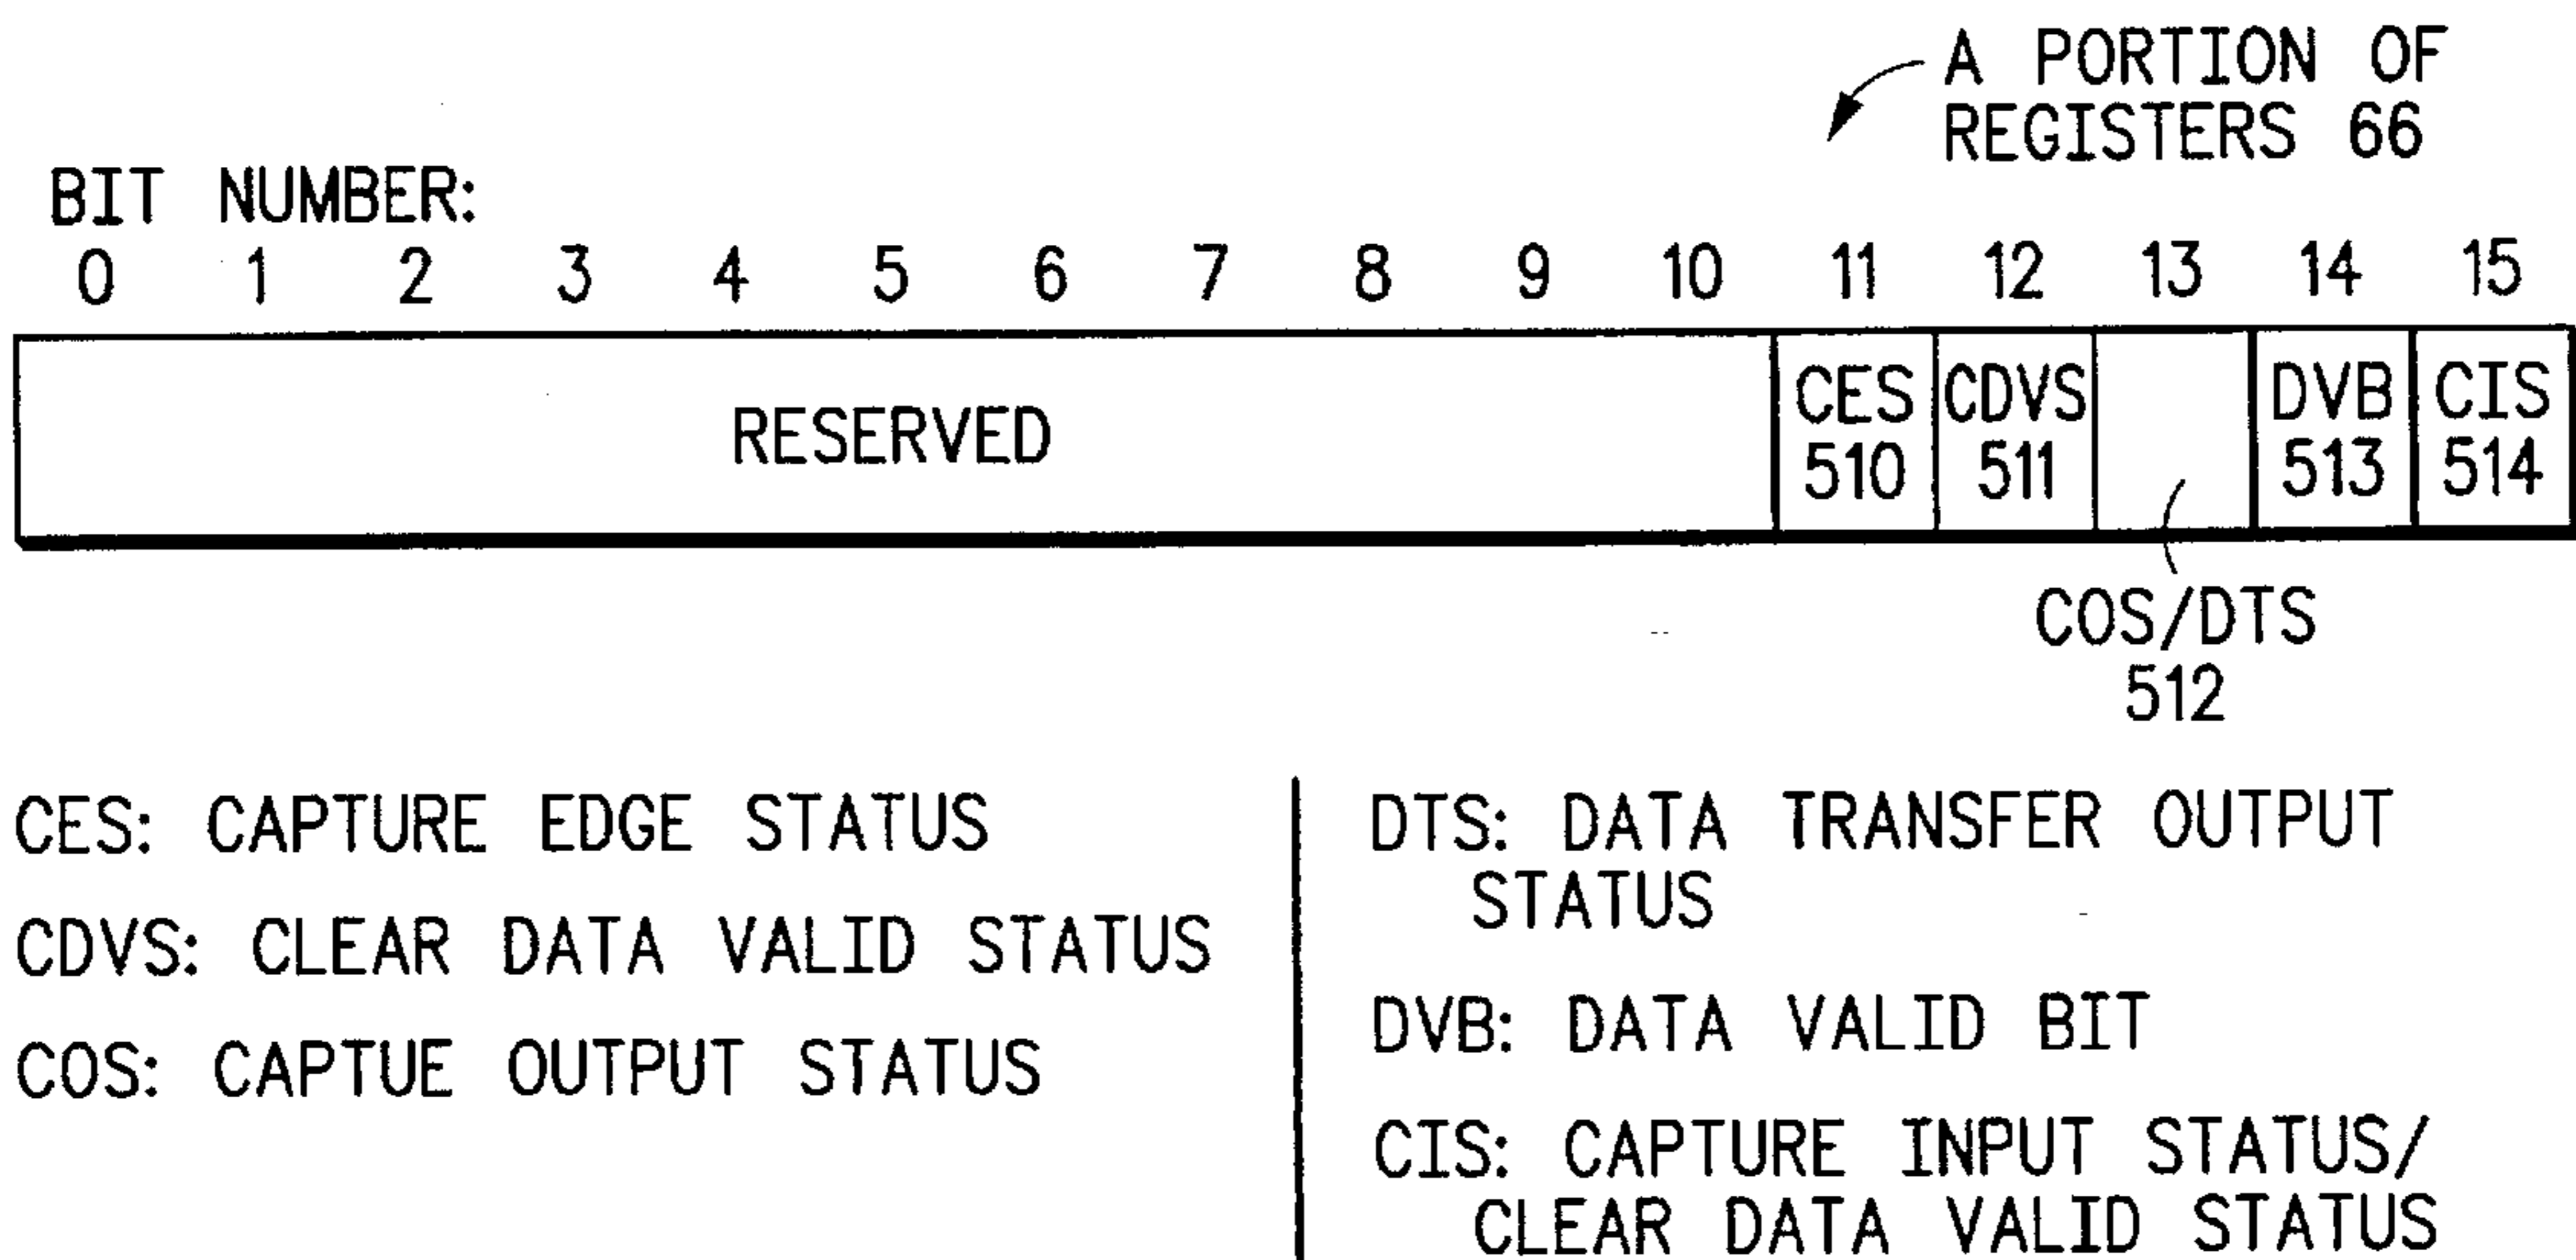 A PORTION OF
REGISTERS 66
BIT NUMBER:
0 1 2 3 4 5 6 7 8 9 10 11 12 13 14 15
RESERVED
CES
510
CDVS
511
DVB
513
CIS
514
COS/DTS
512
CES: CAPTURE EDGE STATUS
CDVS: CLEAR DATA VALID STATUS
COS: CAPTUE OUTPUT STATUS
DTS: DATA TRANSFER OUTPUT
STATUS
DVB: DATA VALID BIT
CIS: CAPTURE INPUT STATUS/
CLEAR DATA VALID STATUS